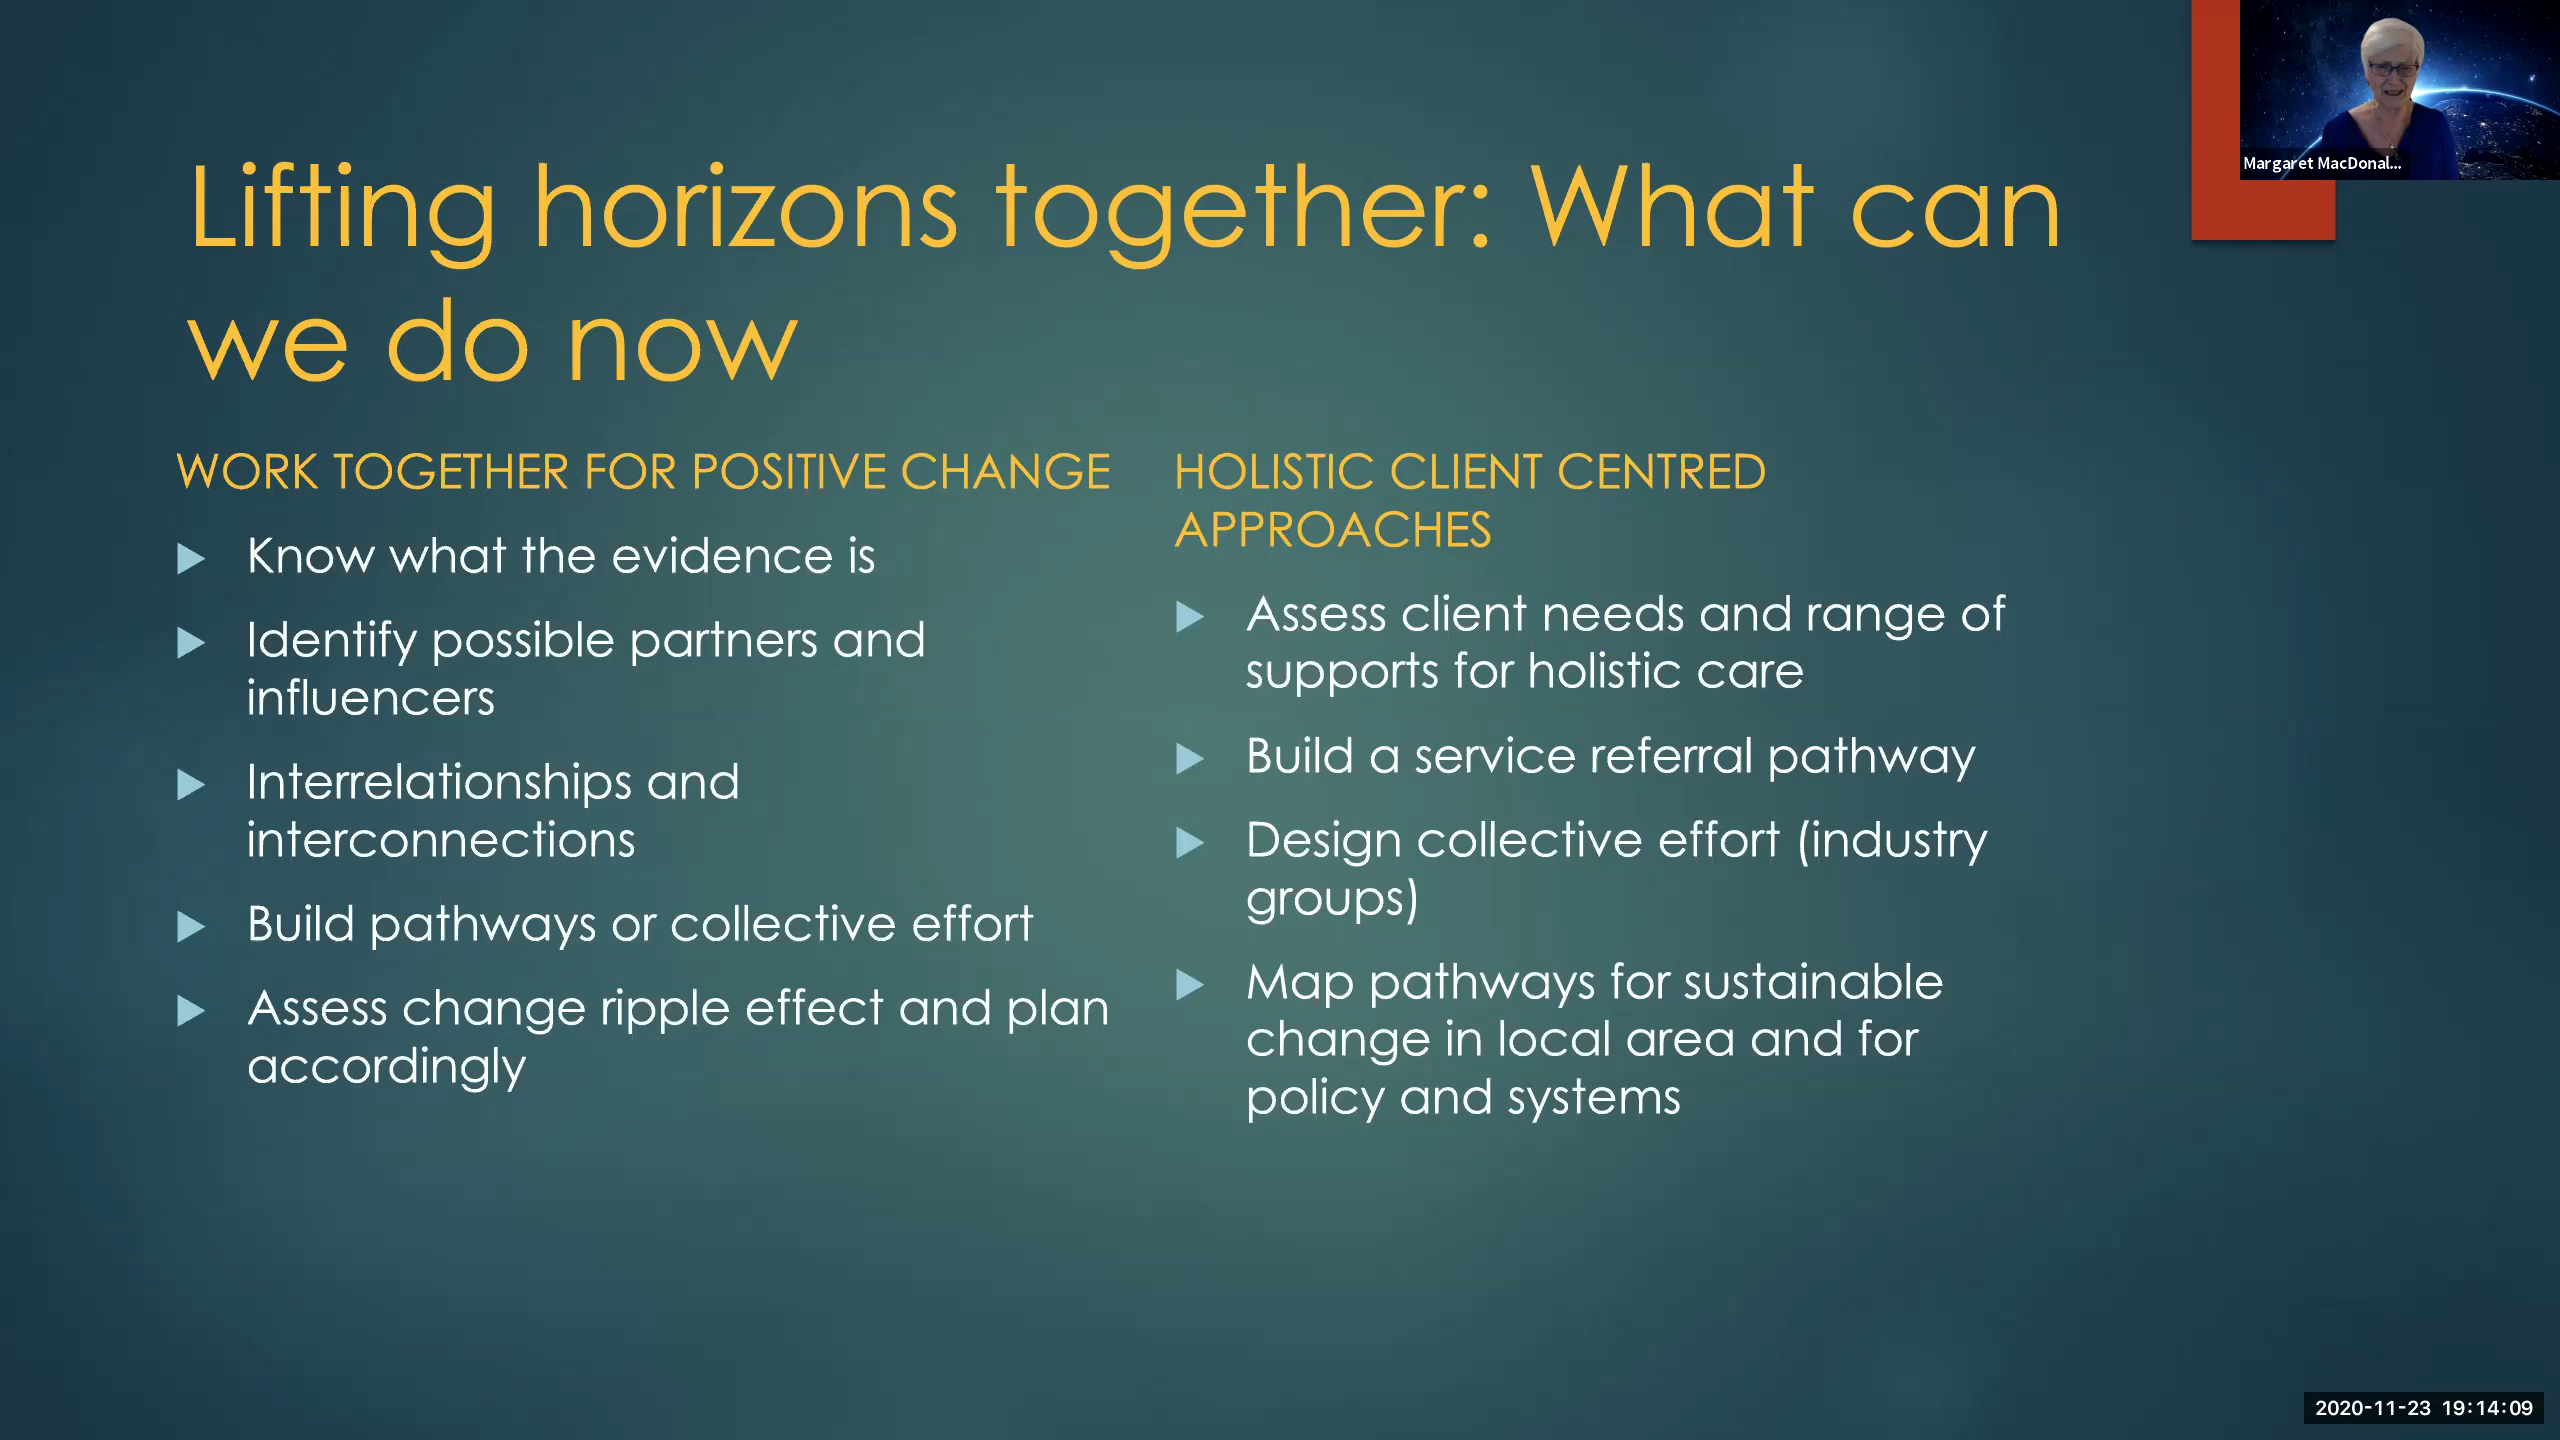 Lifting horizons together: What can
we do now
WORK TOGETHER FOR POSITIVE CHANGE
Know what the evidence is
Identify possible partners and
influencers
Interrelationships and
interconnections
Build pathways or collective effort
Assess change ripple effect and plan
accordingly
HOLISTIC CLIENT CENTRED
APPROACHES
Assess client needs and range of
supports for holistic care
Build a service referral pathway
Design collective effort (industry
groups)
Map pathways for sustainable
change in local area and for
policy and systems
Margaret MacDonal...
2020-11-23 19:14:09